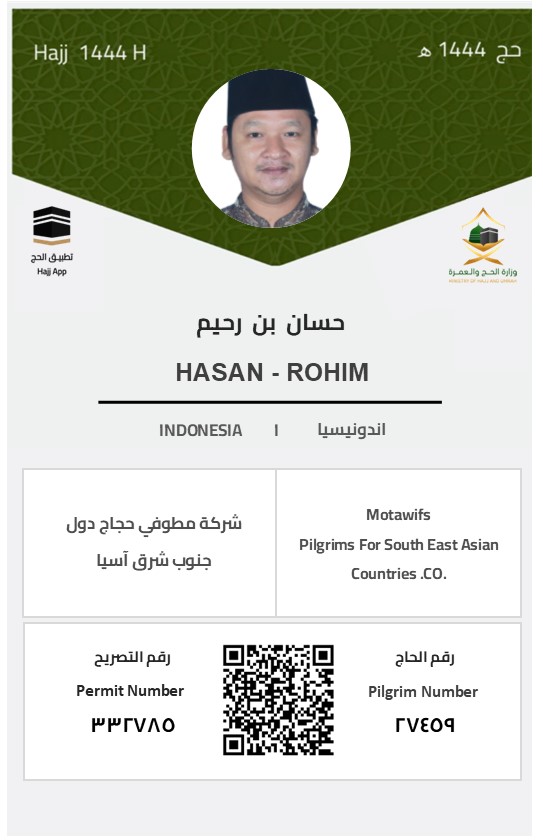 Hajj 1444 H
حج 1444 ه
تطبيق الحج
Hajj App
وزارة الحج والعمرة
MINISTRY OF HAJJ AND UMRAH
حسان بن رحيم
HASAN - ROHIM
INDONESIA | اندونيسيا
شركة مطوفي حجاج دول
جنوب شرق آسيا
Motawifs
Pilgrims For South East Asian
Countries .CO.
رقم التصريح
Permit Number
٣٣٢٧٨٥
رقم الحاج
Pilgrim Number
٢٧٤٥٩